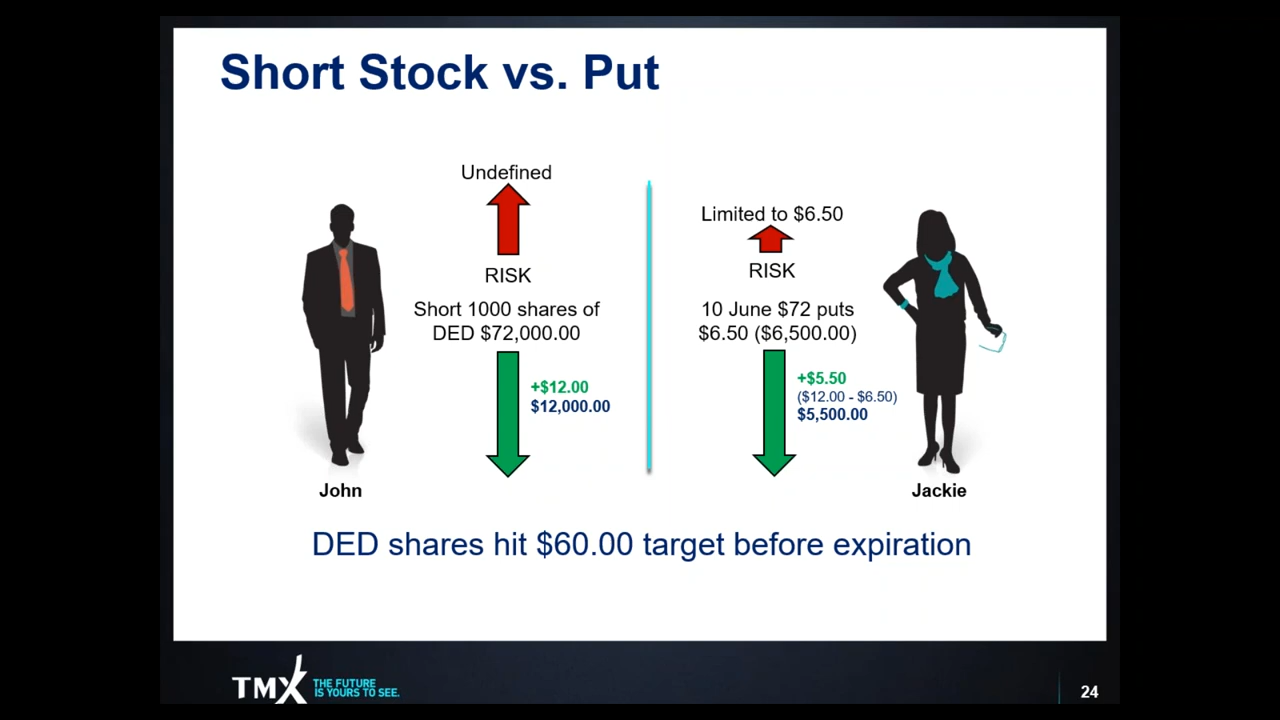 Short Stock vs. Put
Undefined
RISK
Short 1000 shares of
DED $72,000.00
+$12.00
$12,000.00
John
Limited to $6.50
RISK
10 June $72 puts
$6.50 ($6,500.00)
+$5.50
($12.00 - $6.50)
$5,500.00
Jackie
DED shares hit $60.00 target before expiration
TMX THE FUTURE
IS YOURS TO SEE.
24